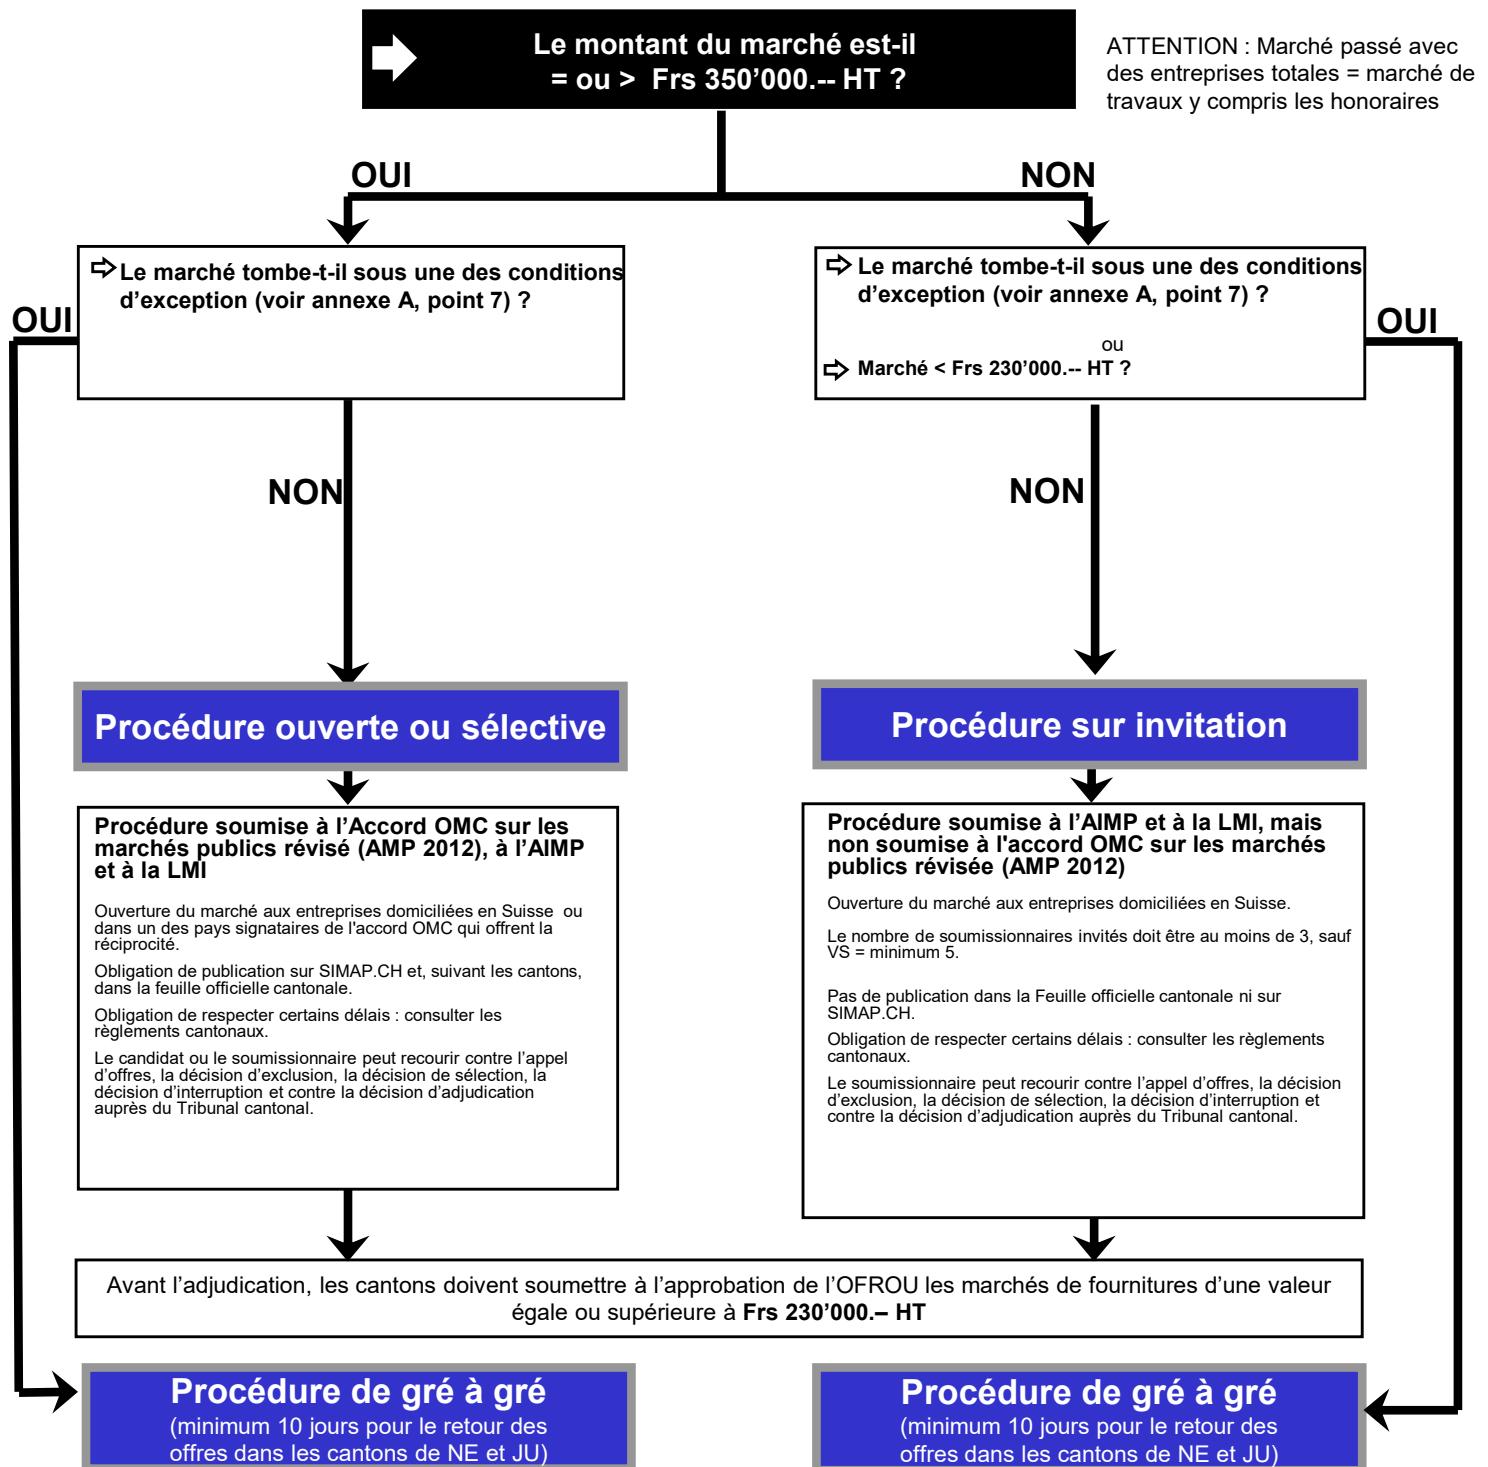 Le montant du marché est-il
= ou > Frs 350’000.-- HT ?
ATTENTION : Marché passé avec
des entreprises totales = marché de
travaux y compris les honoraires
OUI
NON
Le marché tombe-t-il sous une des conditions
d’exception (voir annexe A, point 7) ?
Le marché tombe-t-il sous une des conditions
d’exception (voir annexe A, point 7) ?
ou
Marché < Frs 230’000.-- HT ?
OUI
OUI
NON
NON
Procédure ouverte ou sélective
Procédure sur invitation
Procédure soumise à l’Accord OMC sur les
marchés publics révisé (AMP 2012), à l’AIMP
et à la LMI
Ouverture du marché aux entreprises domiciliées en Suisse ou
dans un des pays signataires de l'accord OMC qui offrent la
réciprocité.
Obligation de publication sur SIMAP.CH et, suivant les cantons,
dans la feuille officielle cantonale.
Obligation de respecter certains délais : consulter les
règlements cantonaux.
Le candidat ou le soumissionnaire peut recourir contre l’appel
d’offres, la décision d’exclusion, la décision de sélection, la
décision d’interruption et contre la décision d’adjudication
auprès du Tribunal cantonal.
Procédure soumise à l’AIMP et à la LMI, mais
non soumise à l'accord OMC sur les marchés
publics révisée (AMP 2012)
Ouverture du marché aux entreprises domiciliées en Suisse.
Le nombre de soumissionnaires invités doit être au moins de 3, sauf
VS = minimum 5.
Pas de publication dans la Feuille officielle cantonale ni sur
SIMAP.CH.
Obligation de respecter certains délais : consulter les règlements
cantonaux.
Le soumissionnaire peut recourir contre l’appel d’offres, la décision
d’exclusion, la décision de sélection, la décision d’interruption et
contre la décision d’adjudication auprès du Tribunal cantonal.
Avant l’adjudication, les cantons doivent soumettre à l’approbation de l’OFROU les marchés de fournitures d’une valeur
égale ou supérieure à Frs 230’000.– HT
Procédure de gré à gré
(minimum 10 jours pour le retour des
offres dans les cantons de NE et JU)
Procédure de gré à gré
(minimum 10 jours pour le retour des
offres dans les cantons de NE et JU)